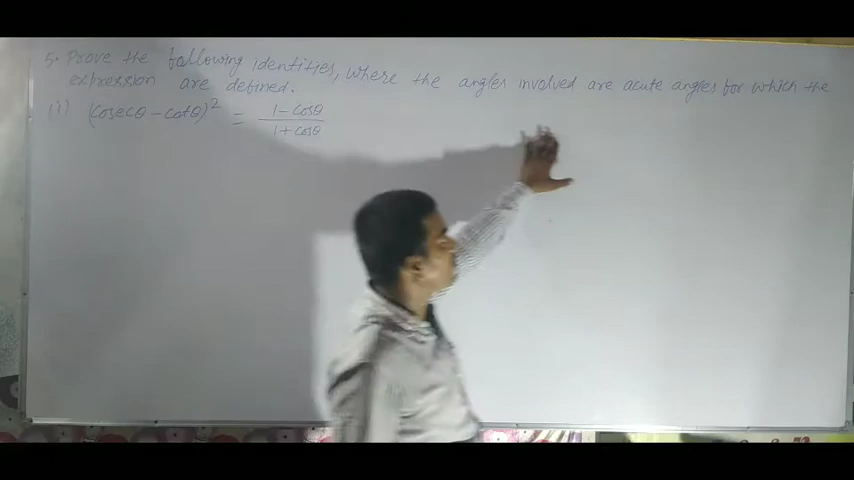 5. Prove the following identities, where the angles involved are acute angles for which the
expression are defined.
(i) (cosecθ - cotθ)² = (1 - cosθ)/(1 + cosθ)